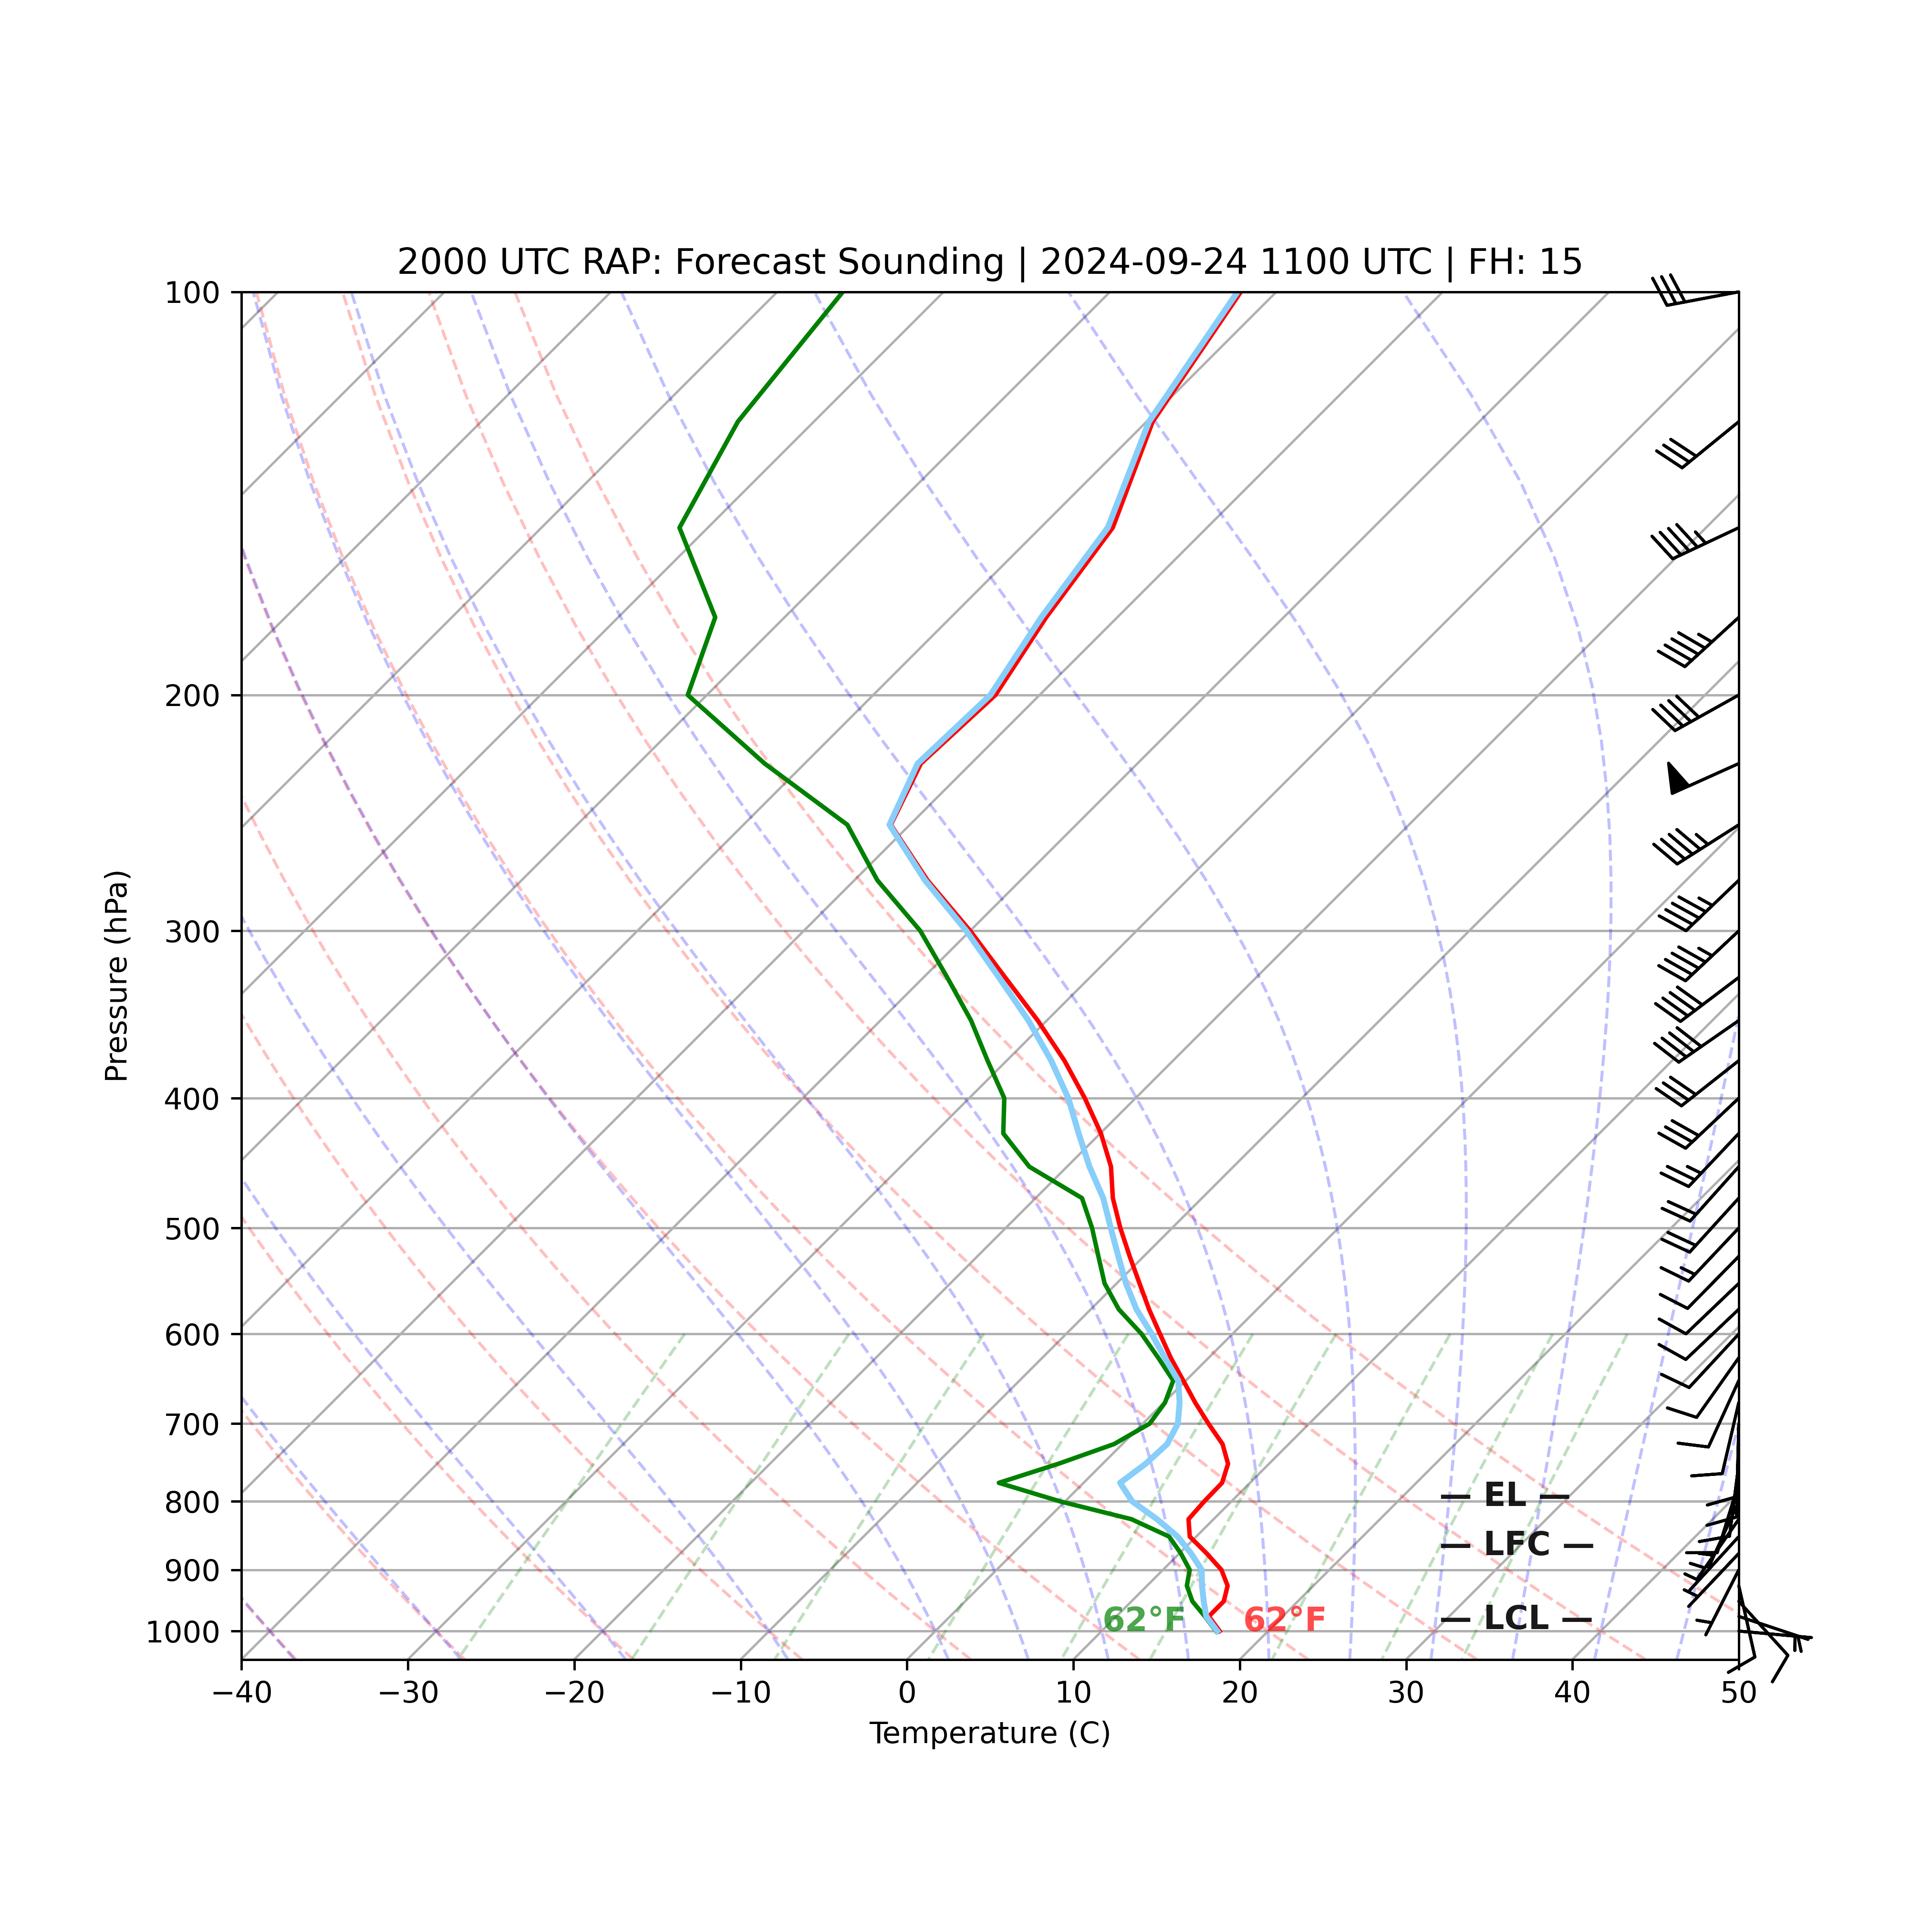 2000 UTC RAP: Forecast Sounding | 2024-09-24 1100 UTC | FH: 15
100
200
300
400
500
600
700
800
900
1000
Pressure (hPa)
— EL —
— LFC —
— LCL —
62°F
62°F
−40
−30
−20
−10
0
10
20
30
40
50
Temperature (C)